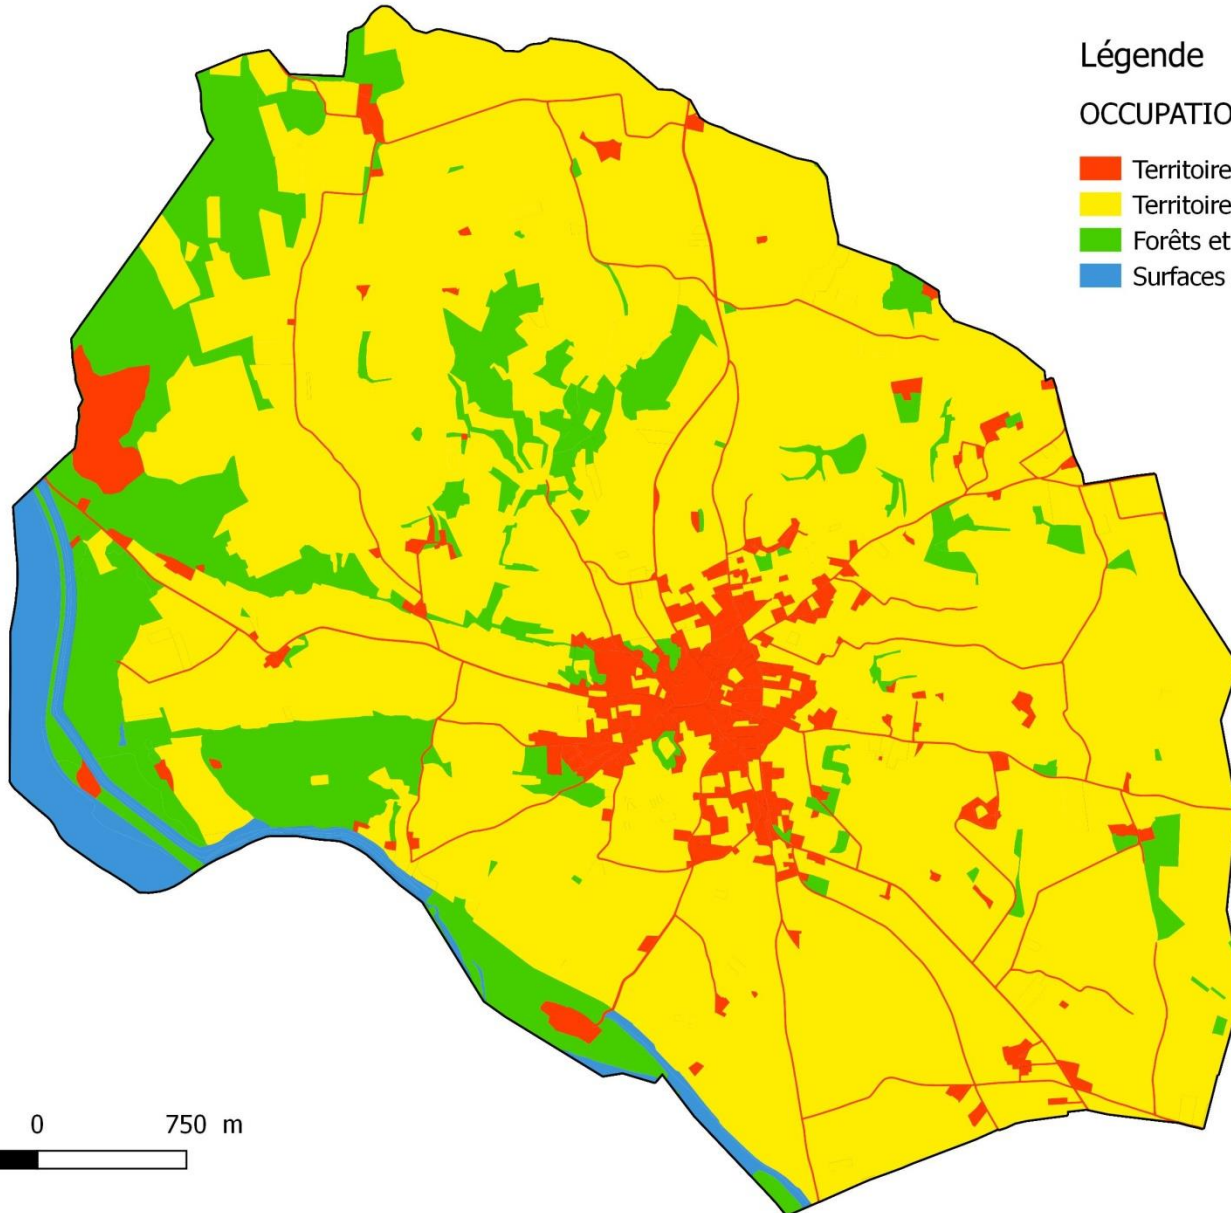 Légende
OCCUPATIO
Territoire
Territoire
Forêts et
Surfaces
0 750 m